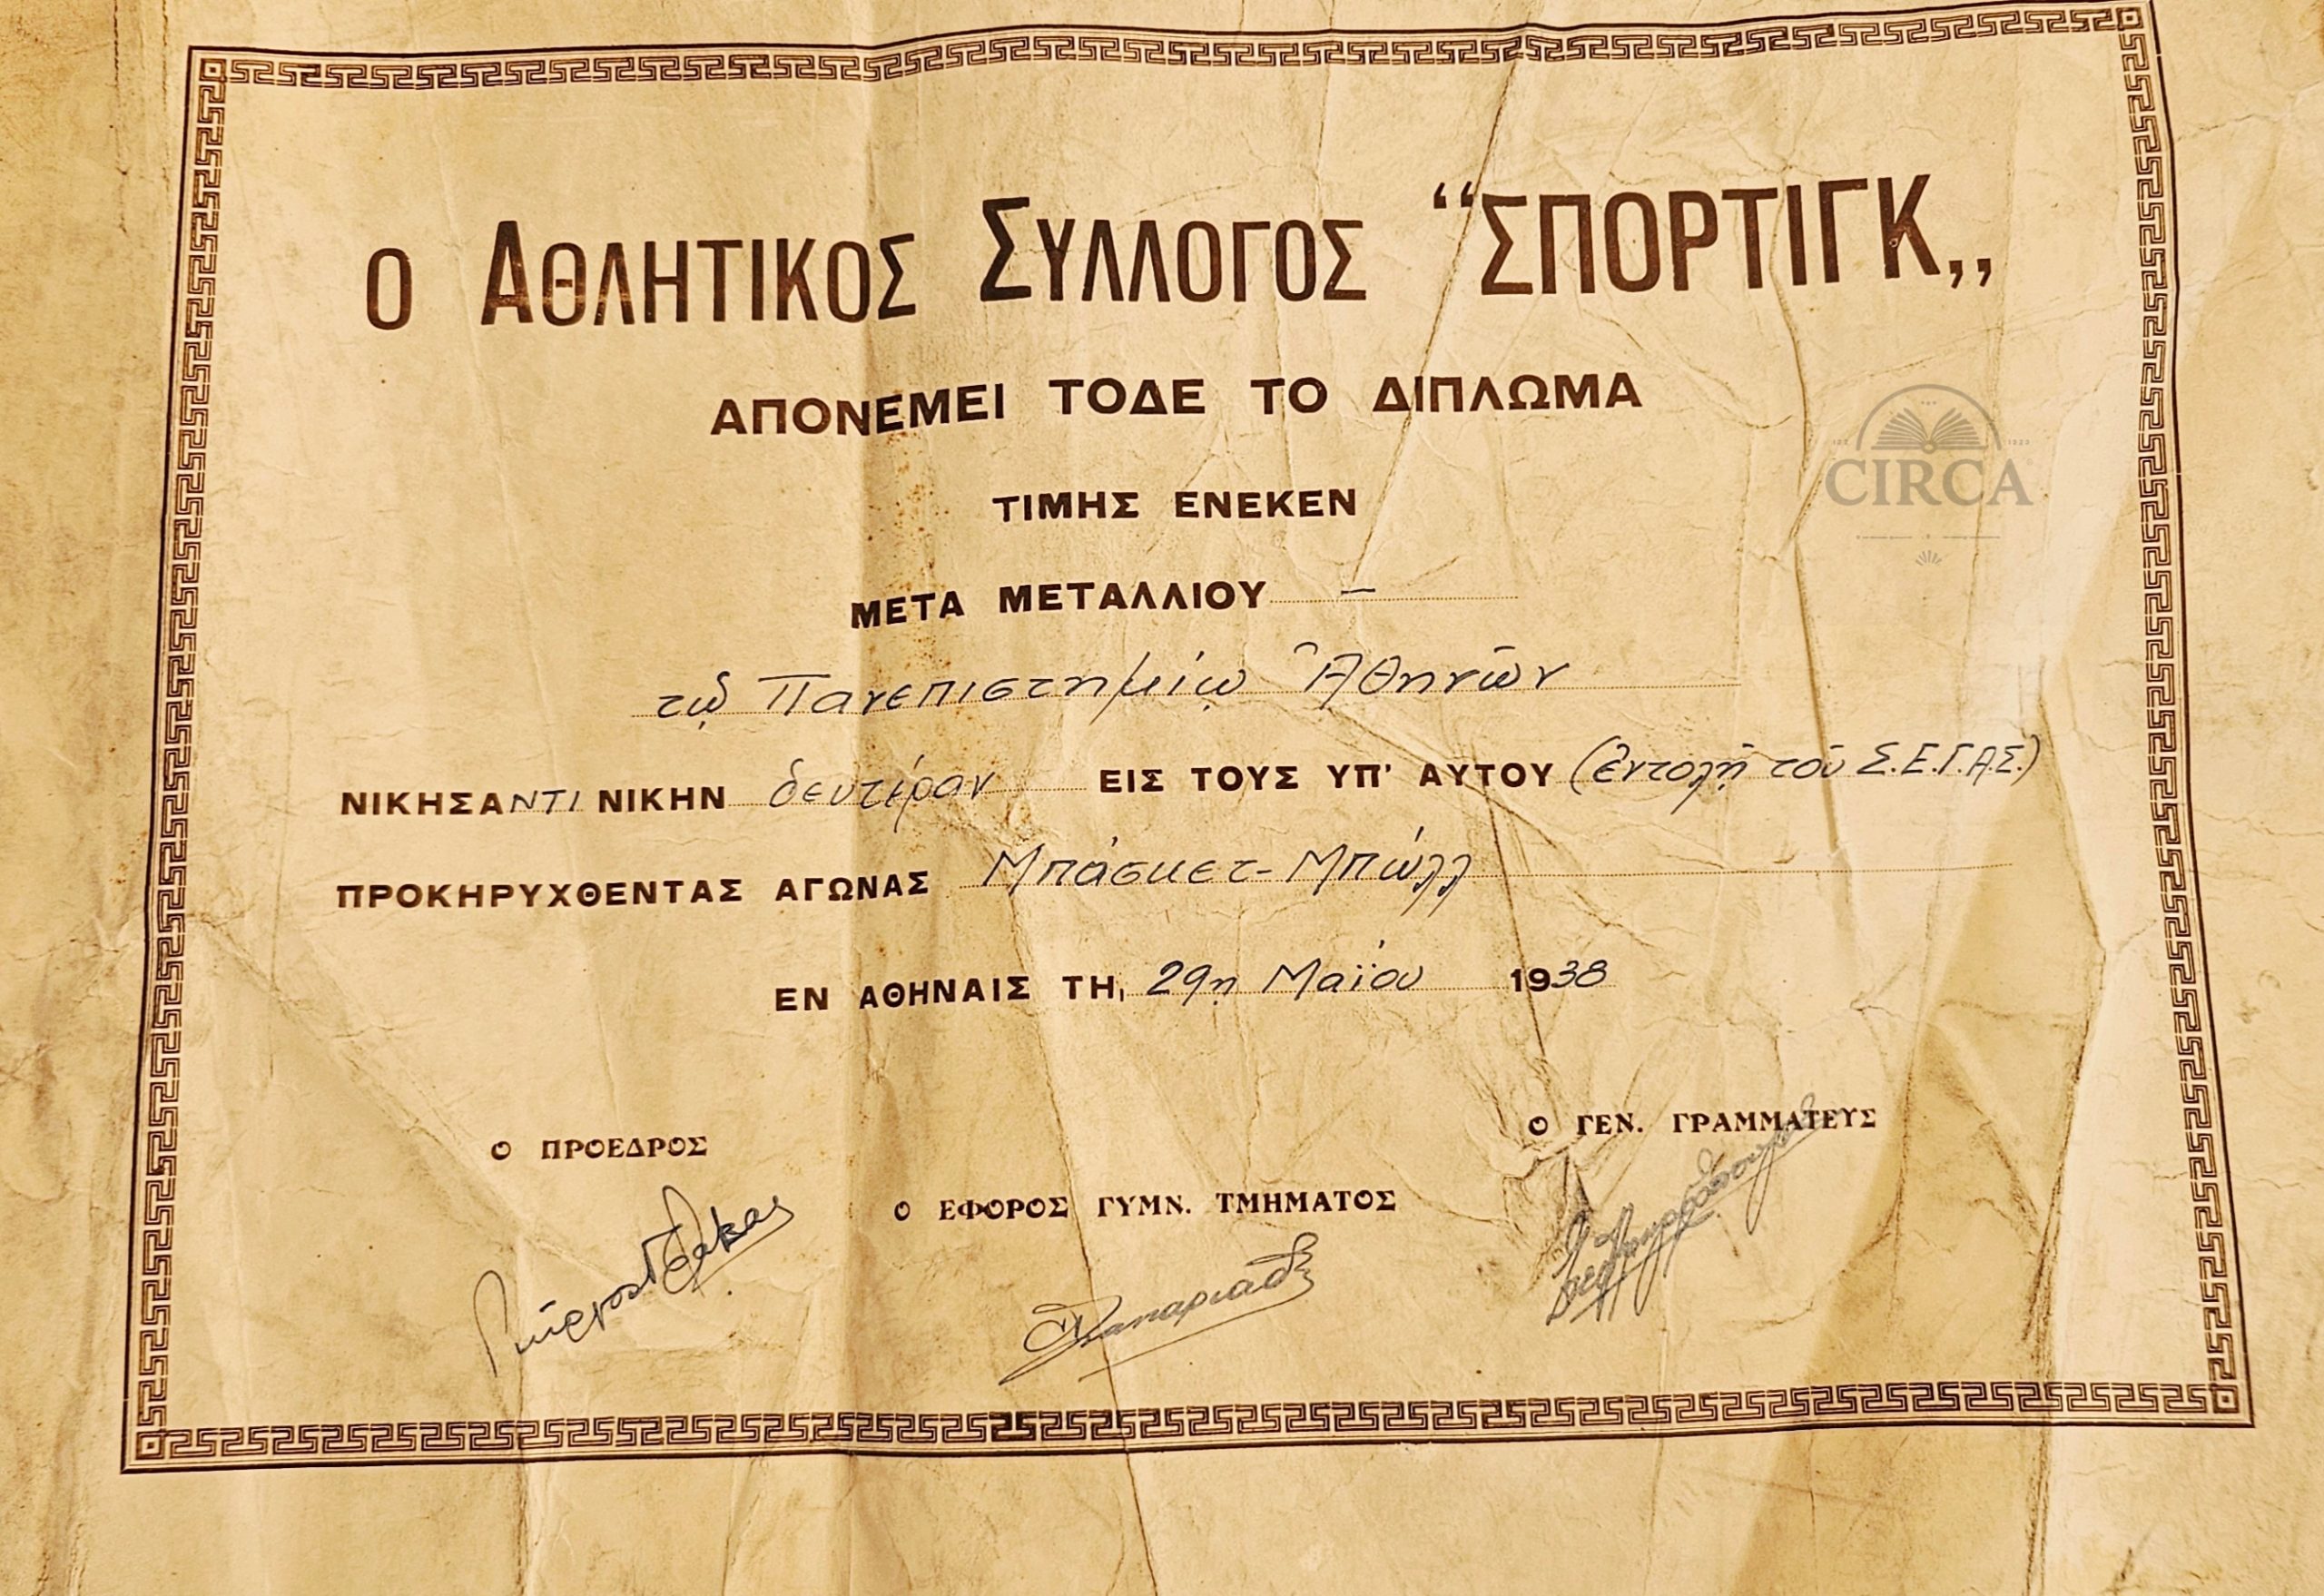 Ο ΑΘΛΗΤΙΚΟΣ ΣΥΛΛΟΓΟΣ “ΣΠΟΡΤΙΓΚ„
ΑΠΟΝΕΜΕΙ ΤΟΔΕ ΤΟ ΔΙΠΛΩΜΑ
CIRCA
ΤΙΜΗΣ ΕΝΕΚΕΝ
ΜΕΤΑ ΜΕΤΑΛΛΙΟΥ —
τῷ Πανεπιστημίῳ Ἀθηνῶν
ΝΙΚΗΣΑΝΤΙ ΝΙΚΗΝ δευτέραν ΕΙΣ ΤΟΥΣ ΥΠ' ΑΥΤΟΥ (ἐντολῇ τοῦ Σ.Ε.Γ.Α.Σ.)
ΠΡΟΚΗΡΥΧΘΕΝΤΑΣ ΑΓΩΝΑΣ Μπάσκετ-Μπώλλ
ΕΝ ΑΘΗΝΑΙΣ ΤΗι 29η Μαΐου 1938
Ο ΠΡΟΕΔΡΟΣ
Ο ΕΦΟΡΟΣ ΓΥΜΝ. ΤΜΗΜΑΤΟΣ
Ο ΓΕΝ. ΓΡΑΜΜΑΤΕΥΣ